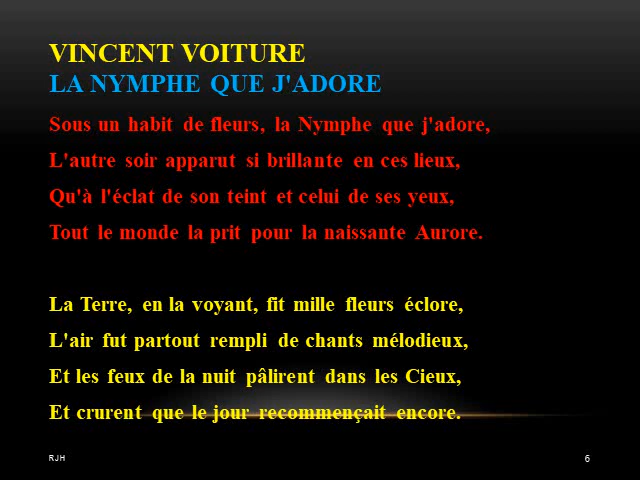 VINCENT VOITURE
LA NYMPHE QUE J'ADORE
Sous un habit de fleurs, la Nymphe que j'adore,
L'autre soir apparut si brillante en ces lieux,
Qu'à l'éclat de son teint et celui de ses yeux,
Tout le monde la prit pour la naissante Aurore.
La Terre, en la voyant, fit mille fleurs éclore,
L'air fut partout rempli de chants mélodieux,
Et les feux de la nuit pâlirent dans les Cieux,
Et crurent que le jour recommençait encore.
RJH
6